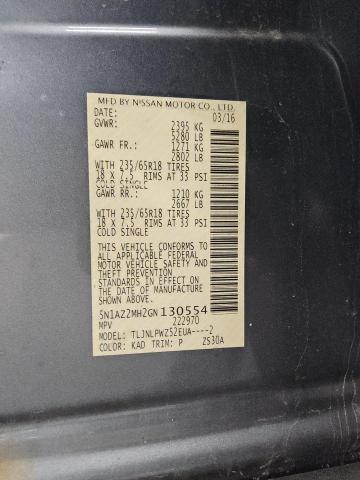 MFD BY NISSAN MOTOR CO., LTD.
DATE: 03/16
GVWR: 2395 KG
5280 LB
GAWR FR.: 1271 KG
2802 LB
WITH 235/65R18 TIRES
18 X 7.5 RIMS AT 33 PSI
COLD SINGLE
GAWR RR.: 1210 KG
2667 LB
WITH 235/65R18 TIRES
18 X 7.5 RIMS AT 33 PSI
COLD SINGLE
THIS VEHICLE CONFORMS TO
ALL APPLICABLE FEDERAL
MOTOR VEHICLE SAFETY AND
THEFT PREVENTION
STANDARDS IN EFFECT ON
THE DATE OF MANUFACTURE
SHOWN ABOVE.
5N1AZ2MH2GN130554
MPV 222970
MODEL: TLJNLPWZ52EUA----2
COLOR: KAD TRIM: P ZS30A